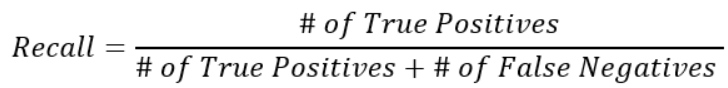 # of True Positives
Recall =
# of True Positives + # of False Negatives